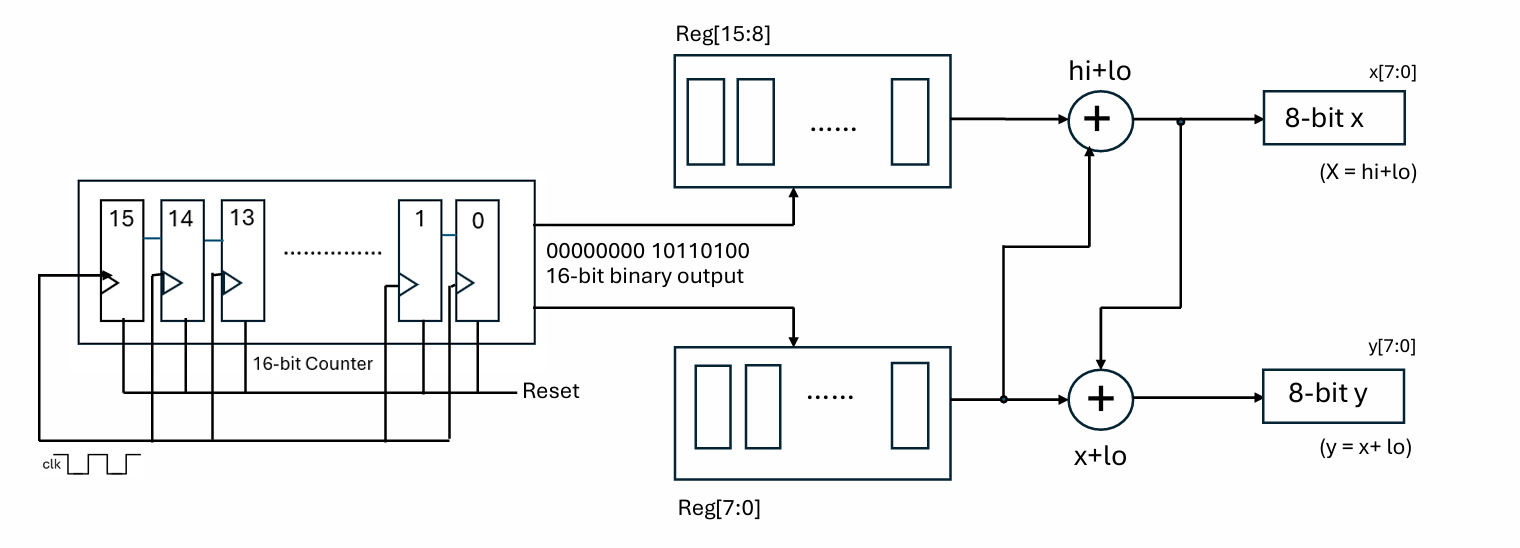 Reg[15:8]
hi+lo
x[7:0]
+
8-bit x
......
(X = hi+lo)
15 14 13 1 0
...............
00000000 10110100
16-bit binary output
y[7:0]
16-bit Counter
Reset
......
+
8-bit y
clk
x+lo
(y = x+ lo)
Reg[7:0]